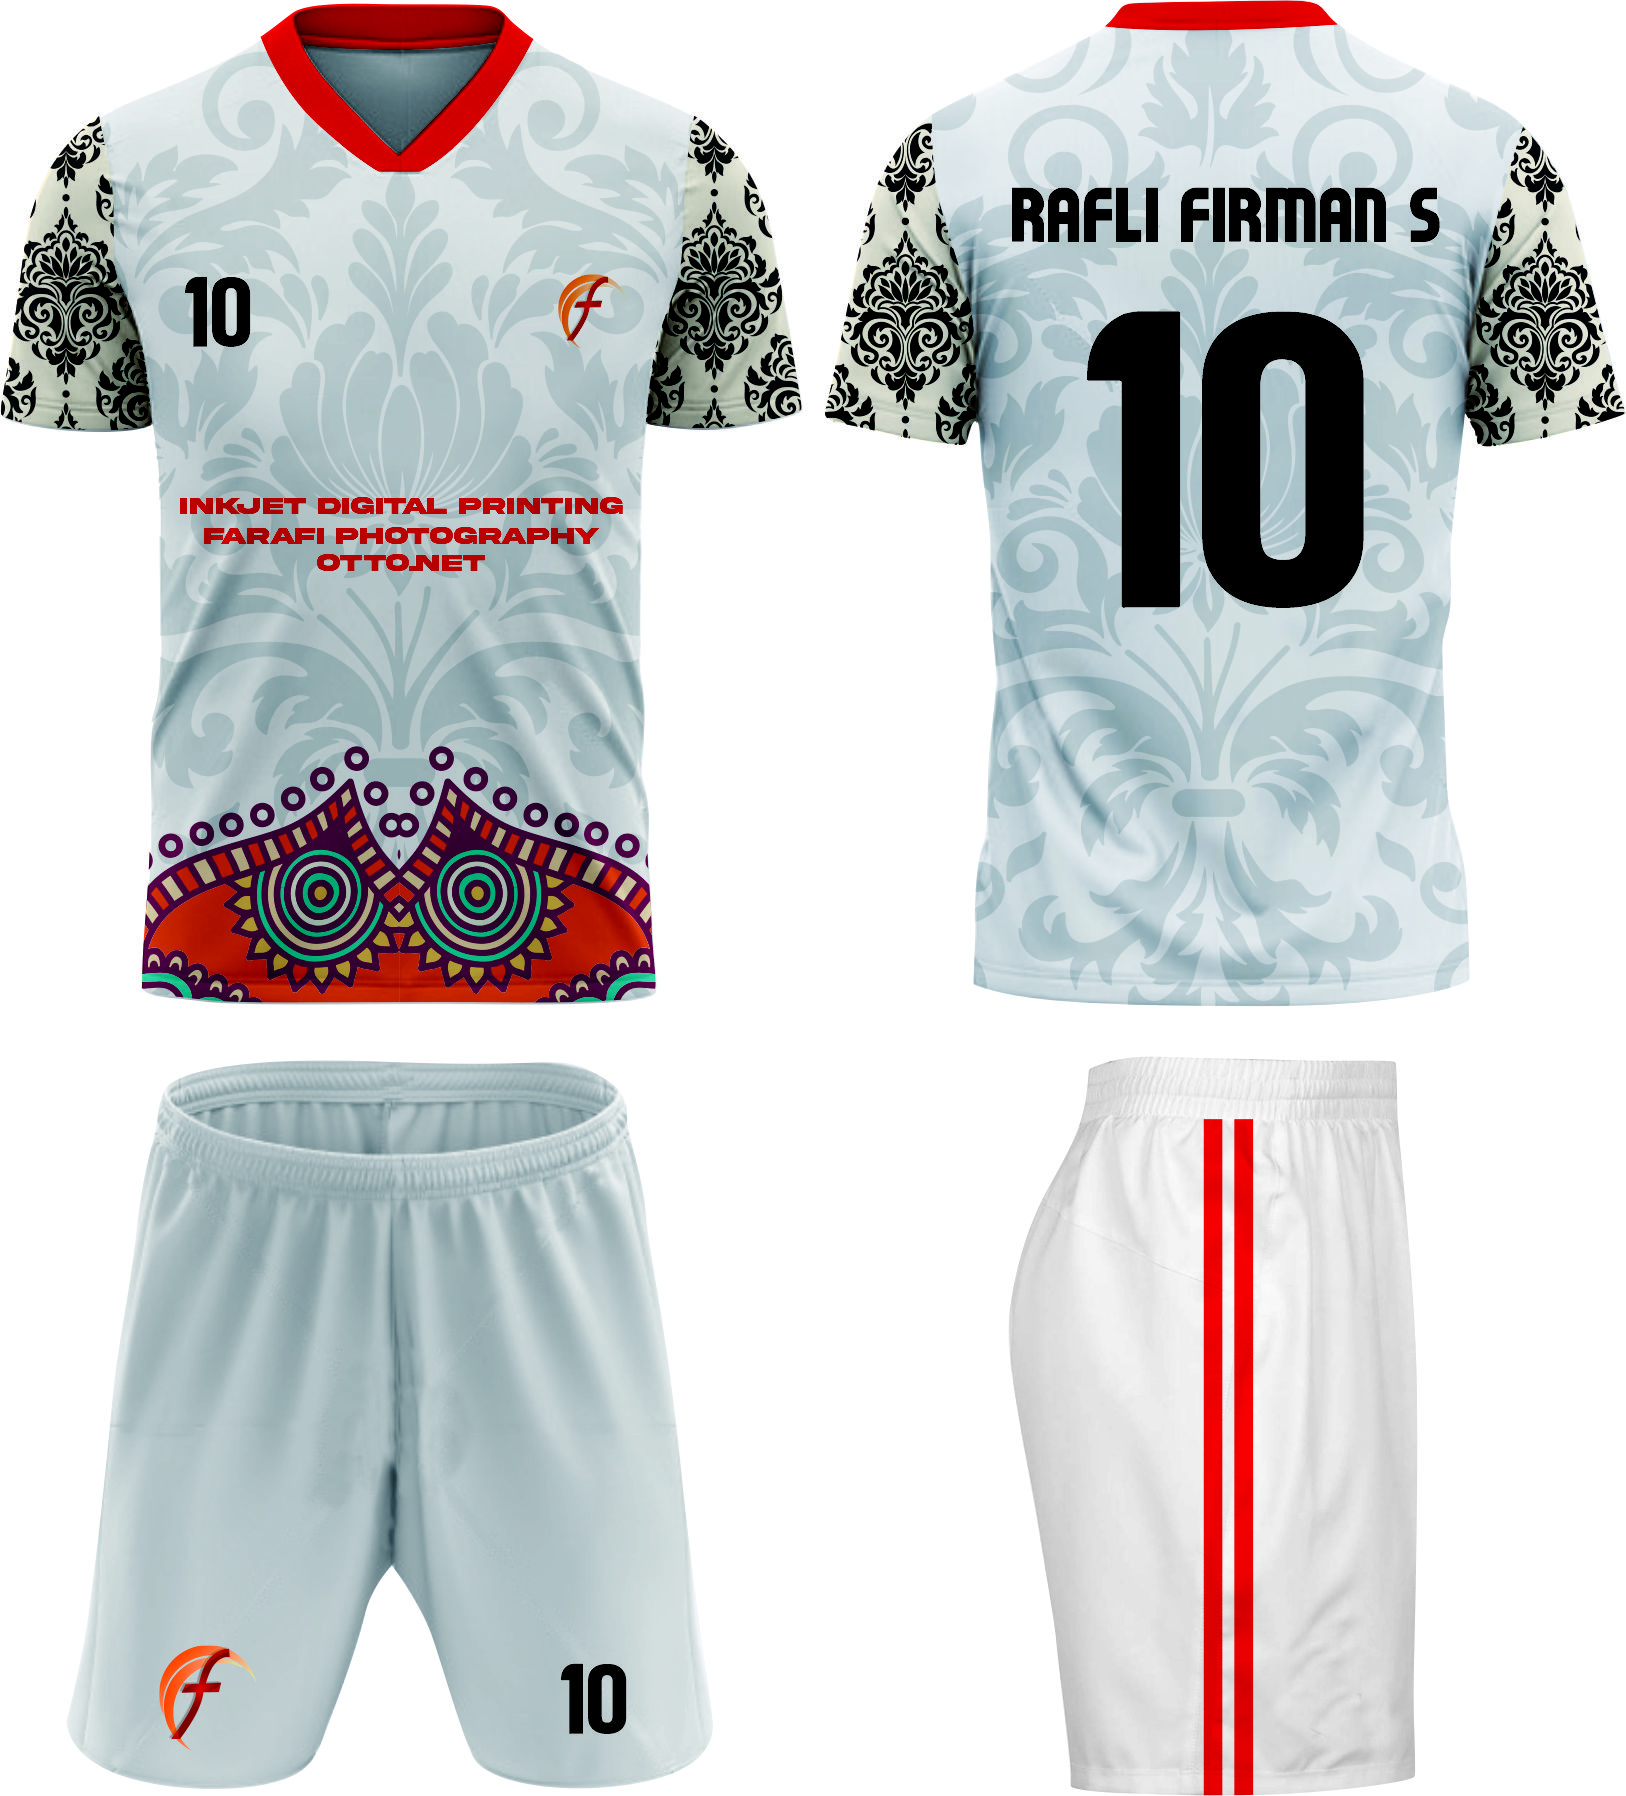 10
F
INKJET DIGITAL PRINTING
FARAFI PHOTOGRAPHY
OTTO.NET
RAFLI FIRMAN S
10
F
10